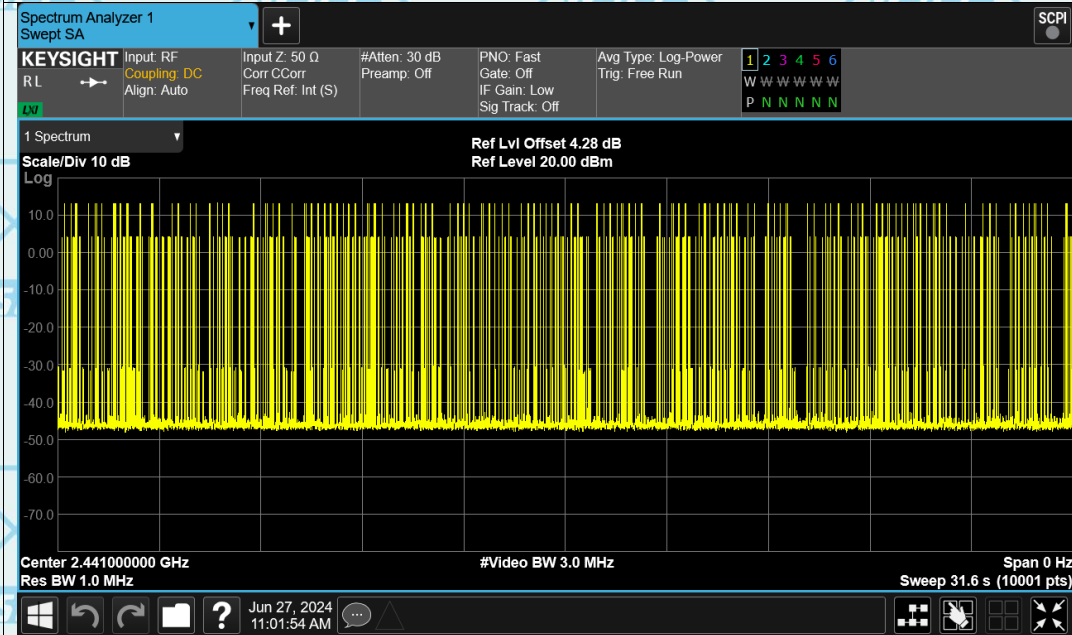 Spectrum Analyzer 1
Swept SA
+
SCPI
KEYSIGHT
RL
LXI
Input: RF
Coupling: DC
Align: Auto
Input Z: 50 Ω
Corr CCorr
Freq Ref: Int (S)
#Atten: 30 dB
Preamp: Off
PNO: Fast
Gate: Off
IF Gain: Low
Sig Track: Off
Avg Type: Log-Power
Trig: Free Run
1 2 3 4 5 6
W W W W W W
P N N N N N
1 Spectrum
Scale/Div 10 dB
Log
Ref Lvl Offset 4.28 dB
Ref Level 20.00 dBm
10.0
0.00
-10.0
-20.0
-30.0
-40.0
-50.0
-60.0
-70.0
Center 2.441000000 GHz
#Video BW 3.0 MHz
Span 0 Hz
Res BW 1.0 MHz
Sweep 31.6 s (10001 pts)
?
Jun 27, 2024
11:01:54 AM